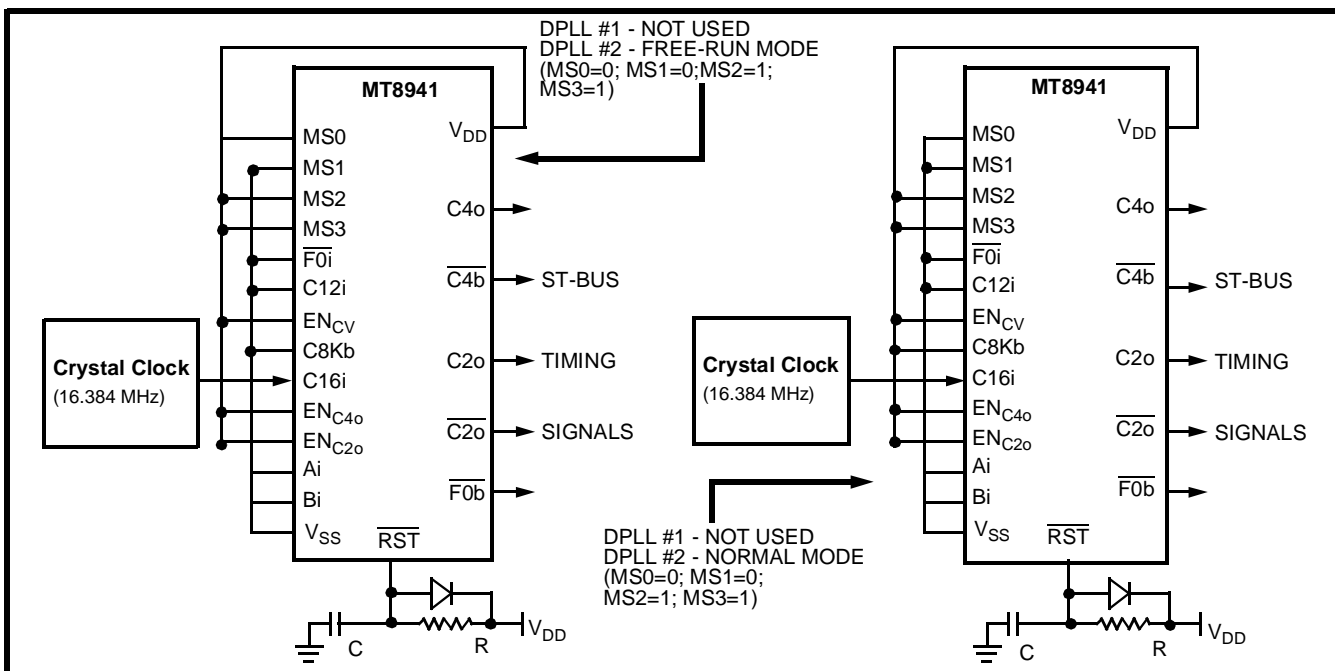 DPLL #1 - NOT USED
DPLL #2 - FREE-RUN MODE
(MS0=0; MS1=0;MS2=1;
MS3=1)
MT8941
MS0
MS1
MS2
MS3
F0i
C12i
ENCV
C8Kb
C16i
ENC4o
ENC2o
Ai
Bi
VSS
RST
VDD
C4o
C4b
ST-BUS
C2o
TIMING
C2o
SIGNALS
F0b
Crystal Clock
(16.384 MHz)
C
R
VDD
MT8941
MS0
MS1
MS2
MS3
F0i
C12i
ENCV
C8Kb
C16i
ENC4o
ENC2o
Ai
Bi
VSS
RST
VDD
C4o
C4b
ST-BUS
C2o
TIMING
C2o
SIGNALS
F0b
Crystal Clock
(16.384 MHz)
DPLL #1 - NOT USED
DPLL #2 - NORMAL MODE
(MS0=0; MS1=0;
MS2=1; MS3=1)
C
R
VDD